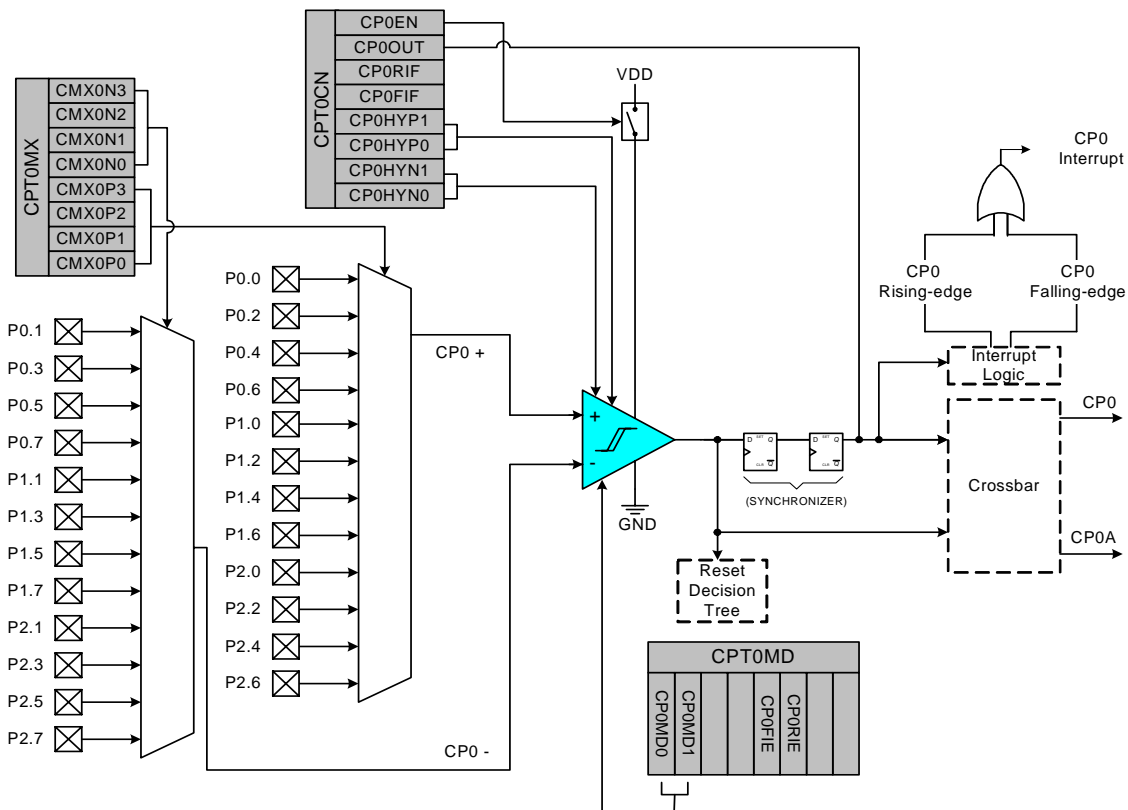 CPT0CN
CP0EN
CP0OUT
CP0RIF
CP0FIF
CP0HYP1
CP0HYP0
CP0HYN1
CP0HYN0
VDD
CPT0MX
CMX0N3
CMX0N2
CMX0N1
CMX0N0
CMX0P3
CMX0P2
CMX0P1
CMX0P0
CP0
Interrupt
CP0
Rising-edge
CP0
Falling-edge
Interrupt
Logic
P0.0
P0.2
P0.4
P0.6
P1.0
P1.2
P1.4
P1.6
P2.0
P2.2
P2.4
P2.6
P0.1
P0.3
P0.5
P0.7
P1.1
P1.3
P1.5
P1.7
P2.1
P2.3
P2.5
P2.7
CP0 +
CP0 -
+
-
GND
D SET Q
CLR Q
D SET Q
CLR Q
(SYNCHRONIZER)
Crossbar
CP0
CP0A
Reset
Decision
Tree
CPT0MD
CP0MD0
CP0MD1
CP0FIE
CP0RIE